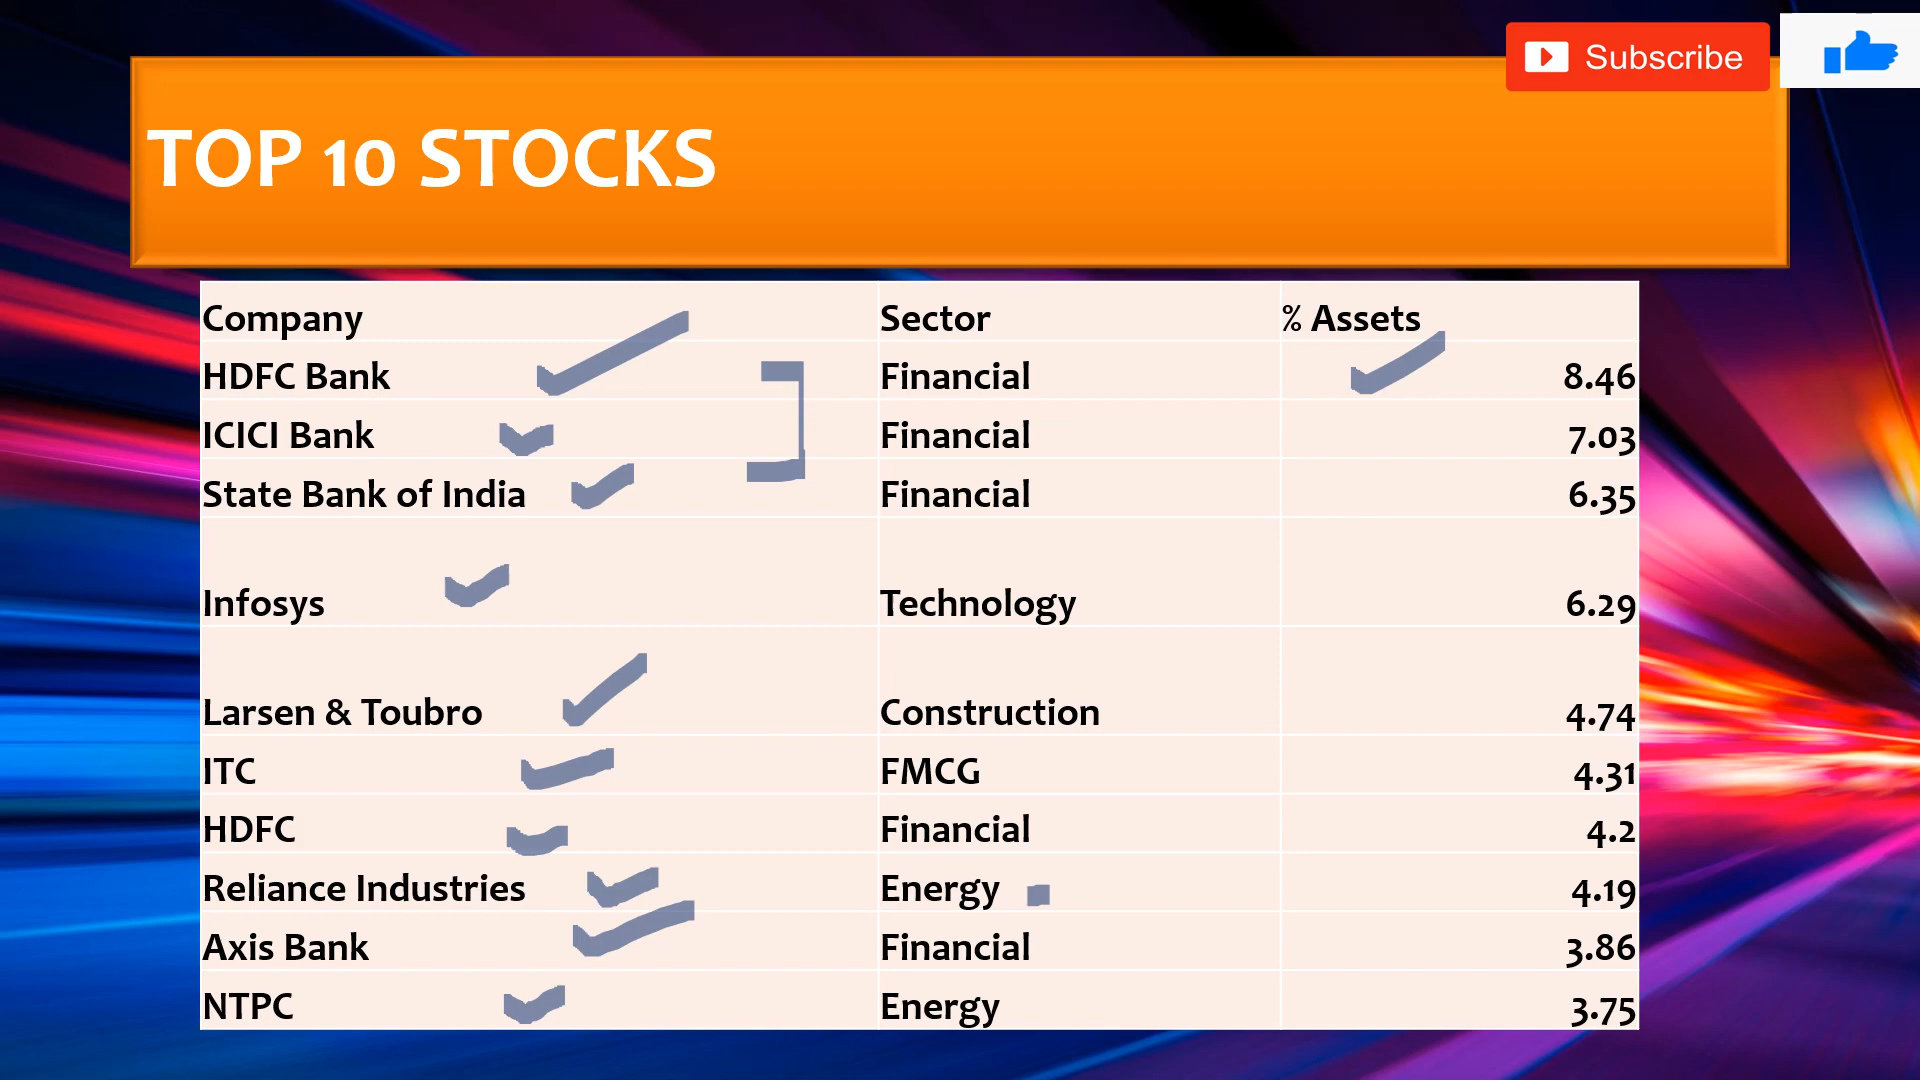 Subscribe
TOP 10 STOCKS
Company Sector % Assets
HDFC Bank Financial 8.46
ICICI Bank Financial 7.03
State Bank of India Financial 6.35
Infosys Technology 6.29
Larsen & Toubro Construction 4.74
ITC FMCG 4.31
HDFC Financial 4.2
Reliance Industries Energy 4.19
Axis Bank Financial 3.86
NTPC Energy 3.75